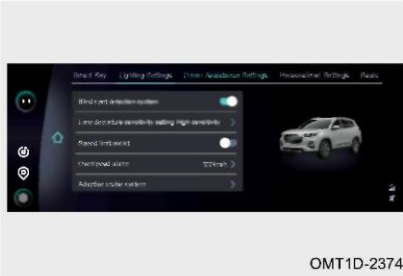 Smart Key Lighting Settings Driver Assistance Settings Personalized Settings
Blind spot detection system
Lane departure sensitivity setting High sensitivity
Speed limit assist
Overspeed alarm
Adaptive cruise system
OMT1D-2374